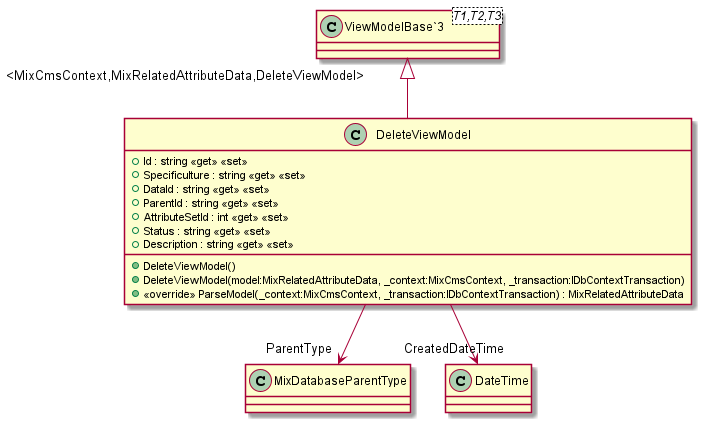 C ViewModelBase`3 T1,T2,T3
<MixCmsContext,MixRelatedAttributeData,DeleteViewModel>
C DeleteViewModel
Id : string «get» «set»
Specificulture : string «get» «set»
DataId : string «get» «set»
ParentId : string «get» «set»
AttributeSetId : int «get» «set»
Status : string «get» «set»
Description : string «get» «set»
DeleteViewModel()
DeleteViewModel(model:MixRelatedAttributeData, _context:MixCmsContext, _transaction:IDbContextTransaction)
«override» ParseModel(_context:MixCmsContext, _transaction:IDbContextTransaction) : MixRelatedAttributeData
ParentType
CreatedDateTime
C MixDatabaseParentType
C DateTime